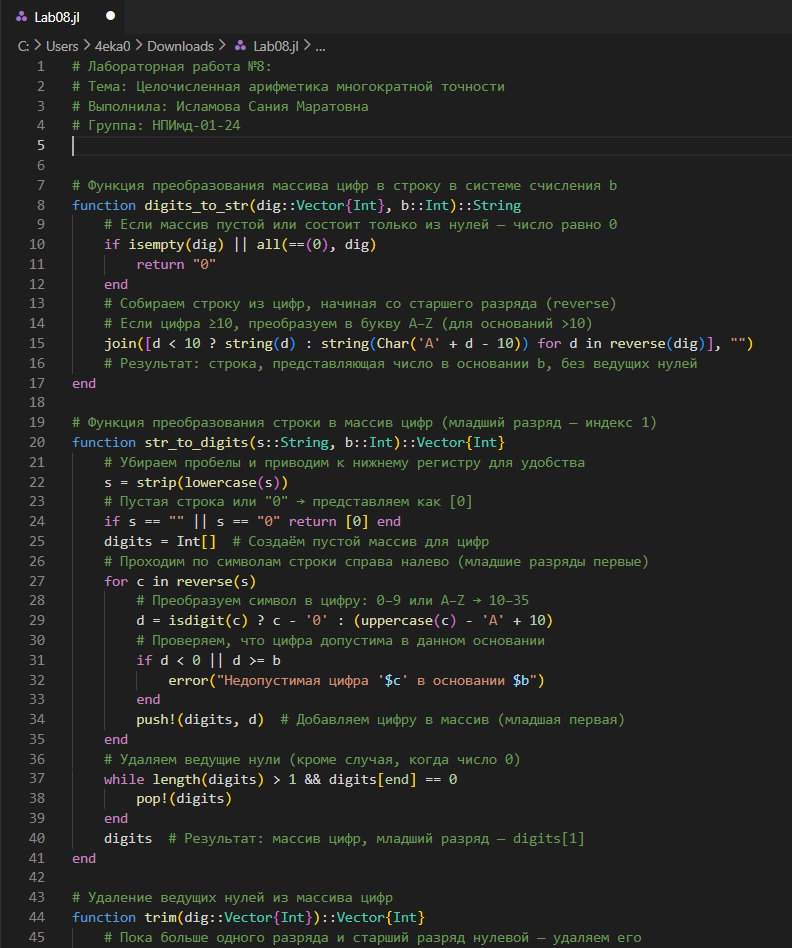 Lab08.jl
C: > Users > 4eka0 > Downloads > Lab08.jl > ...
1 # Лабораторная работа №8:
2 # Тема: Целочисленная арифметика многократной точности
3 # Выполнила: Исламова Сания Маратовна
4 # Группа: НПИмд-01-24
5
6
7 # Функция преобразования массива цифр в строку в системе счисления b
8 function digits_to_str(dig::Vector{Int}, b::Int)::String
9     # Если массив пустой или состоит только из нулей — число равно 0
10     if isempty(dig) || all(==(0), dig)
11         return "0"
12     end
13     # Собираем строку из цифр, начиная со старшего разряда (reverse)
14     # Если цифра ≥10, преобразуем в букву A–Z (для оснований >10)
15     join([d < 10 ? string(d) : string(Char('A' + d - 10)) for d in reverse(dig)], "")
16     # Результат: строка, представляющая число в основании b, без ведущих нулей
17 end
18
19 # Функция преобразования строки в массив цифр (младший разряд — индекс 1)
20 function str_to_digits(s::String, b::Int)::Vector{Int}
21     # Убираем пробелы и приводим к нижнему регистру для удобства
22     s = strip(lowercase(s))
23     # Пустая строка или "0" → представляем как [0]
24     if s == "" || s == "0" return [0] end
25     digits = Int[]  # Создаём пустой массив для цифр
26     # Проходим по символам строки справа налево (младшие разряды первые)
27     for c in reverse(s)
28         # Преобразуем символ в цифру: 0–9 или A–Z → 10–35
29         d = isdigit(c) ? c - '0' : (uppercase(c) - 'A' + 10)
30         # Проверяем, что цифра допустима в данном основании
31         if d < 0 || d >= b
32             error("Недопустимая цифра '$c' в основании $b")
33         end
34         push!(digits, d)  # Добавляем цифру в массив (младшая первая)
35     end
36     # Удаляем ведущие нули (кроме случая, когда число 0)
37     while length(digits) > 1 && digits[end] == 0
38         pop!(digits)
39     end
40     digits  # Результат: массив цифр, младший разряд — digits[1]
41 end
42
43 # Удаление ведущих нулей из массива цифр
44 function trim(dig::Vector{Int})::Vector{Int}
45     # Пока больше одного разряда и старший разряд нулевой — удаляем его